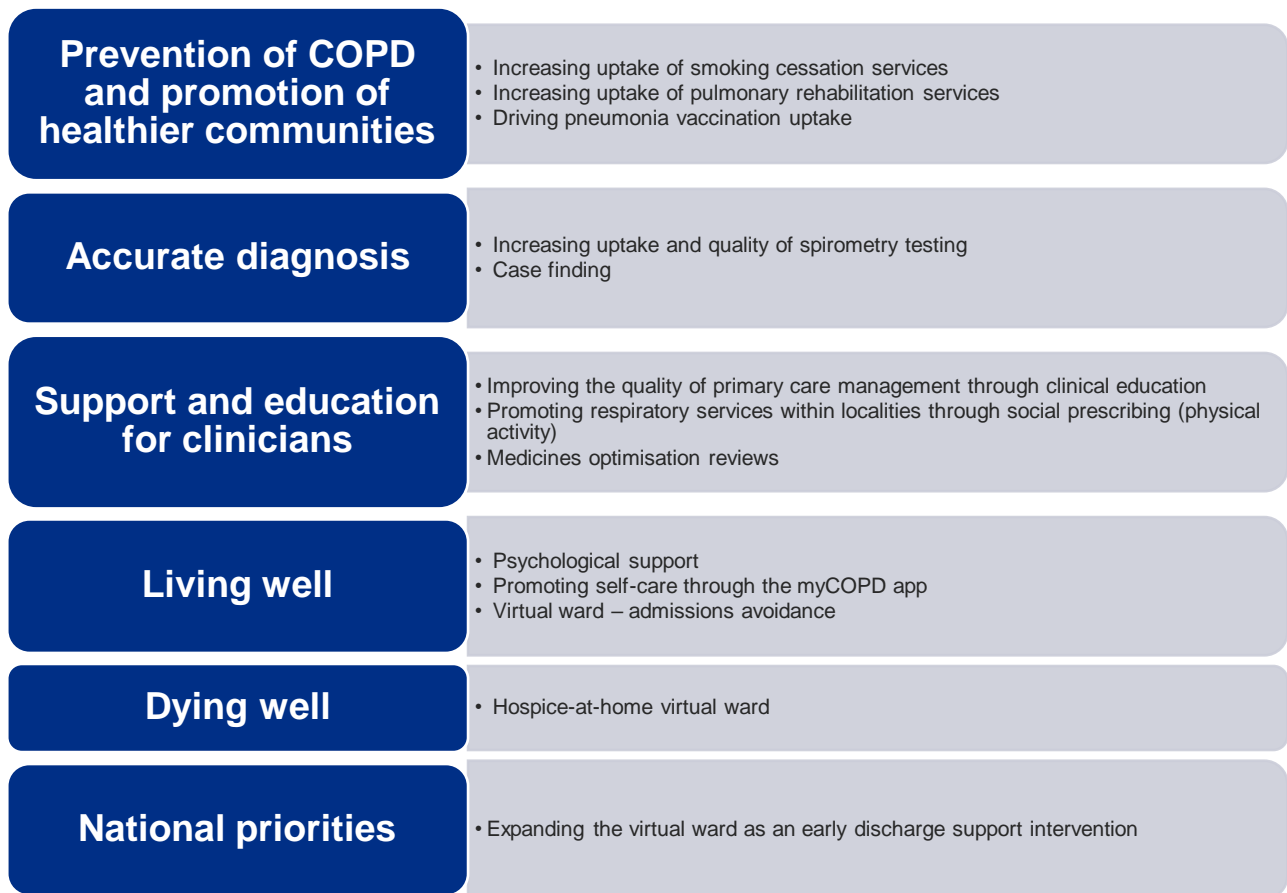 Prevention of COPD
and promotion of
healthier communities
• Increasing uptake of smoking cessation services
• Increasing uptake of pulmonary rehabilitation services
• Driving pneumonia vaccination uptake
Accurate diagnosis
• Increasing uptake and quality of spirometry testing
• Case finding
Support and education
for clinicians
• Improving the quality of primary care management through clinical education
• Promoting respiratory services within localities through social prescribing (physical
activity)
• Medicines optimisation reviews
Living well
• Psychological support
• Promoting self-care through the myCOPD app
• Virtual ward – admissions avoidance
Dying well
• Hospice-at-home virtual ward
National priorities
• Expanding the virtual ward as an early discharge support intervention